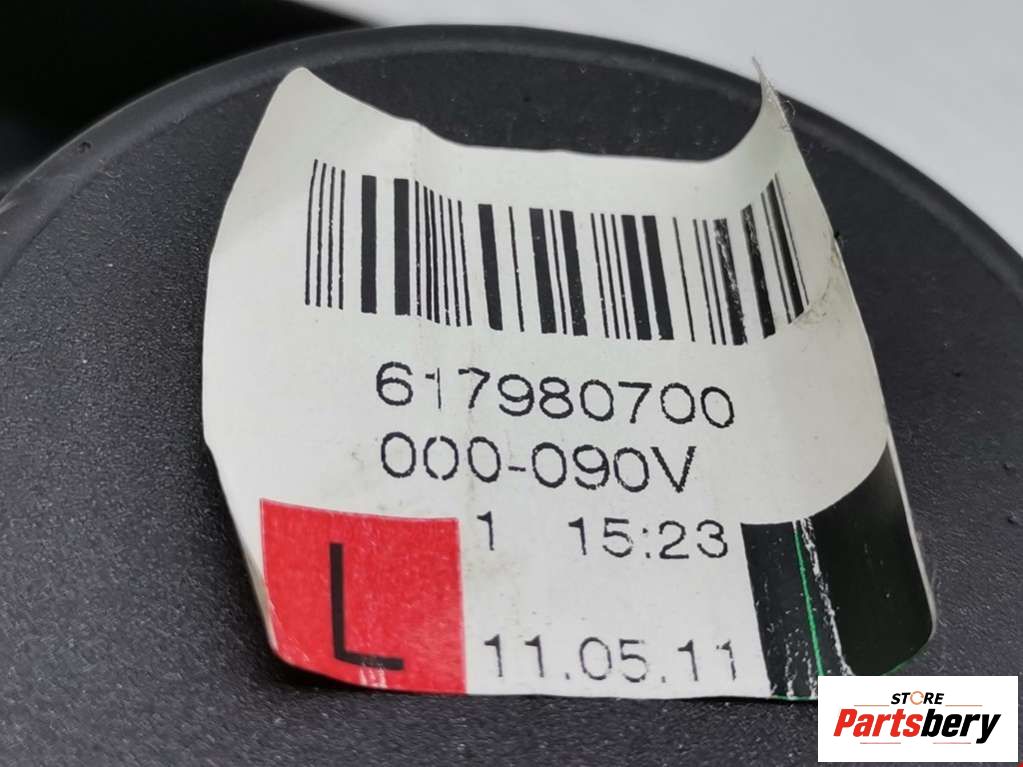 617980700
000-090V
1 15:23
L
11.05.11
STORE
Partsbery